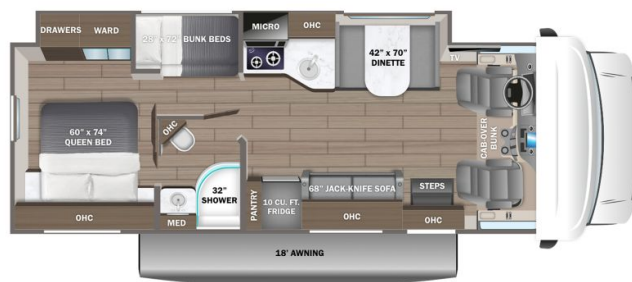 DRAWERS
WARD
28" x 72" BUNK BEDS
MICRO
OHC
42" x 70"
DINETTE
TV
60" x 74"
QUEEN BED
OHC
CAB-OVER
BUNK
OHC
MED
32"
SHOWER
PANTRY
10 CU. FT.
FRIDGE
68" JACK-KNIFE SOFA
OHC
STEPS
OHC
18' AWNING